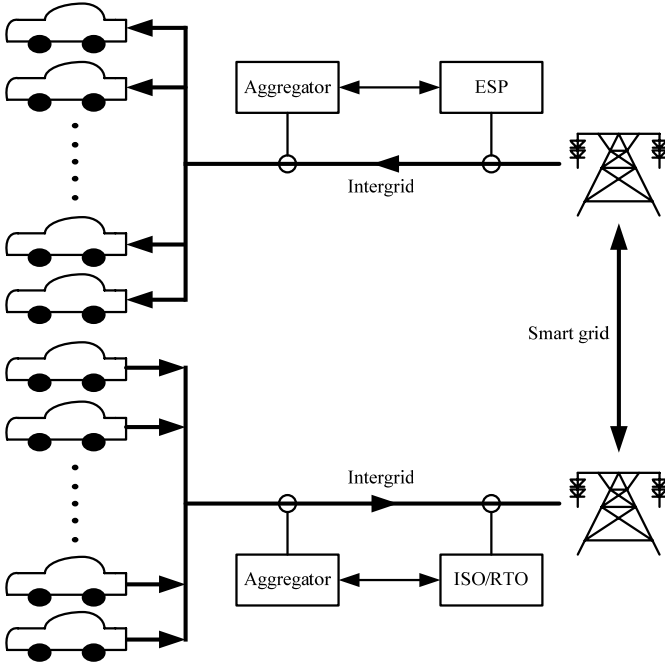 Aggregator
ESP
Intergrid
Smart grid
Intergrid
Aggregator
ISO/RTO